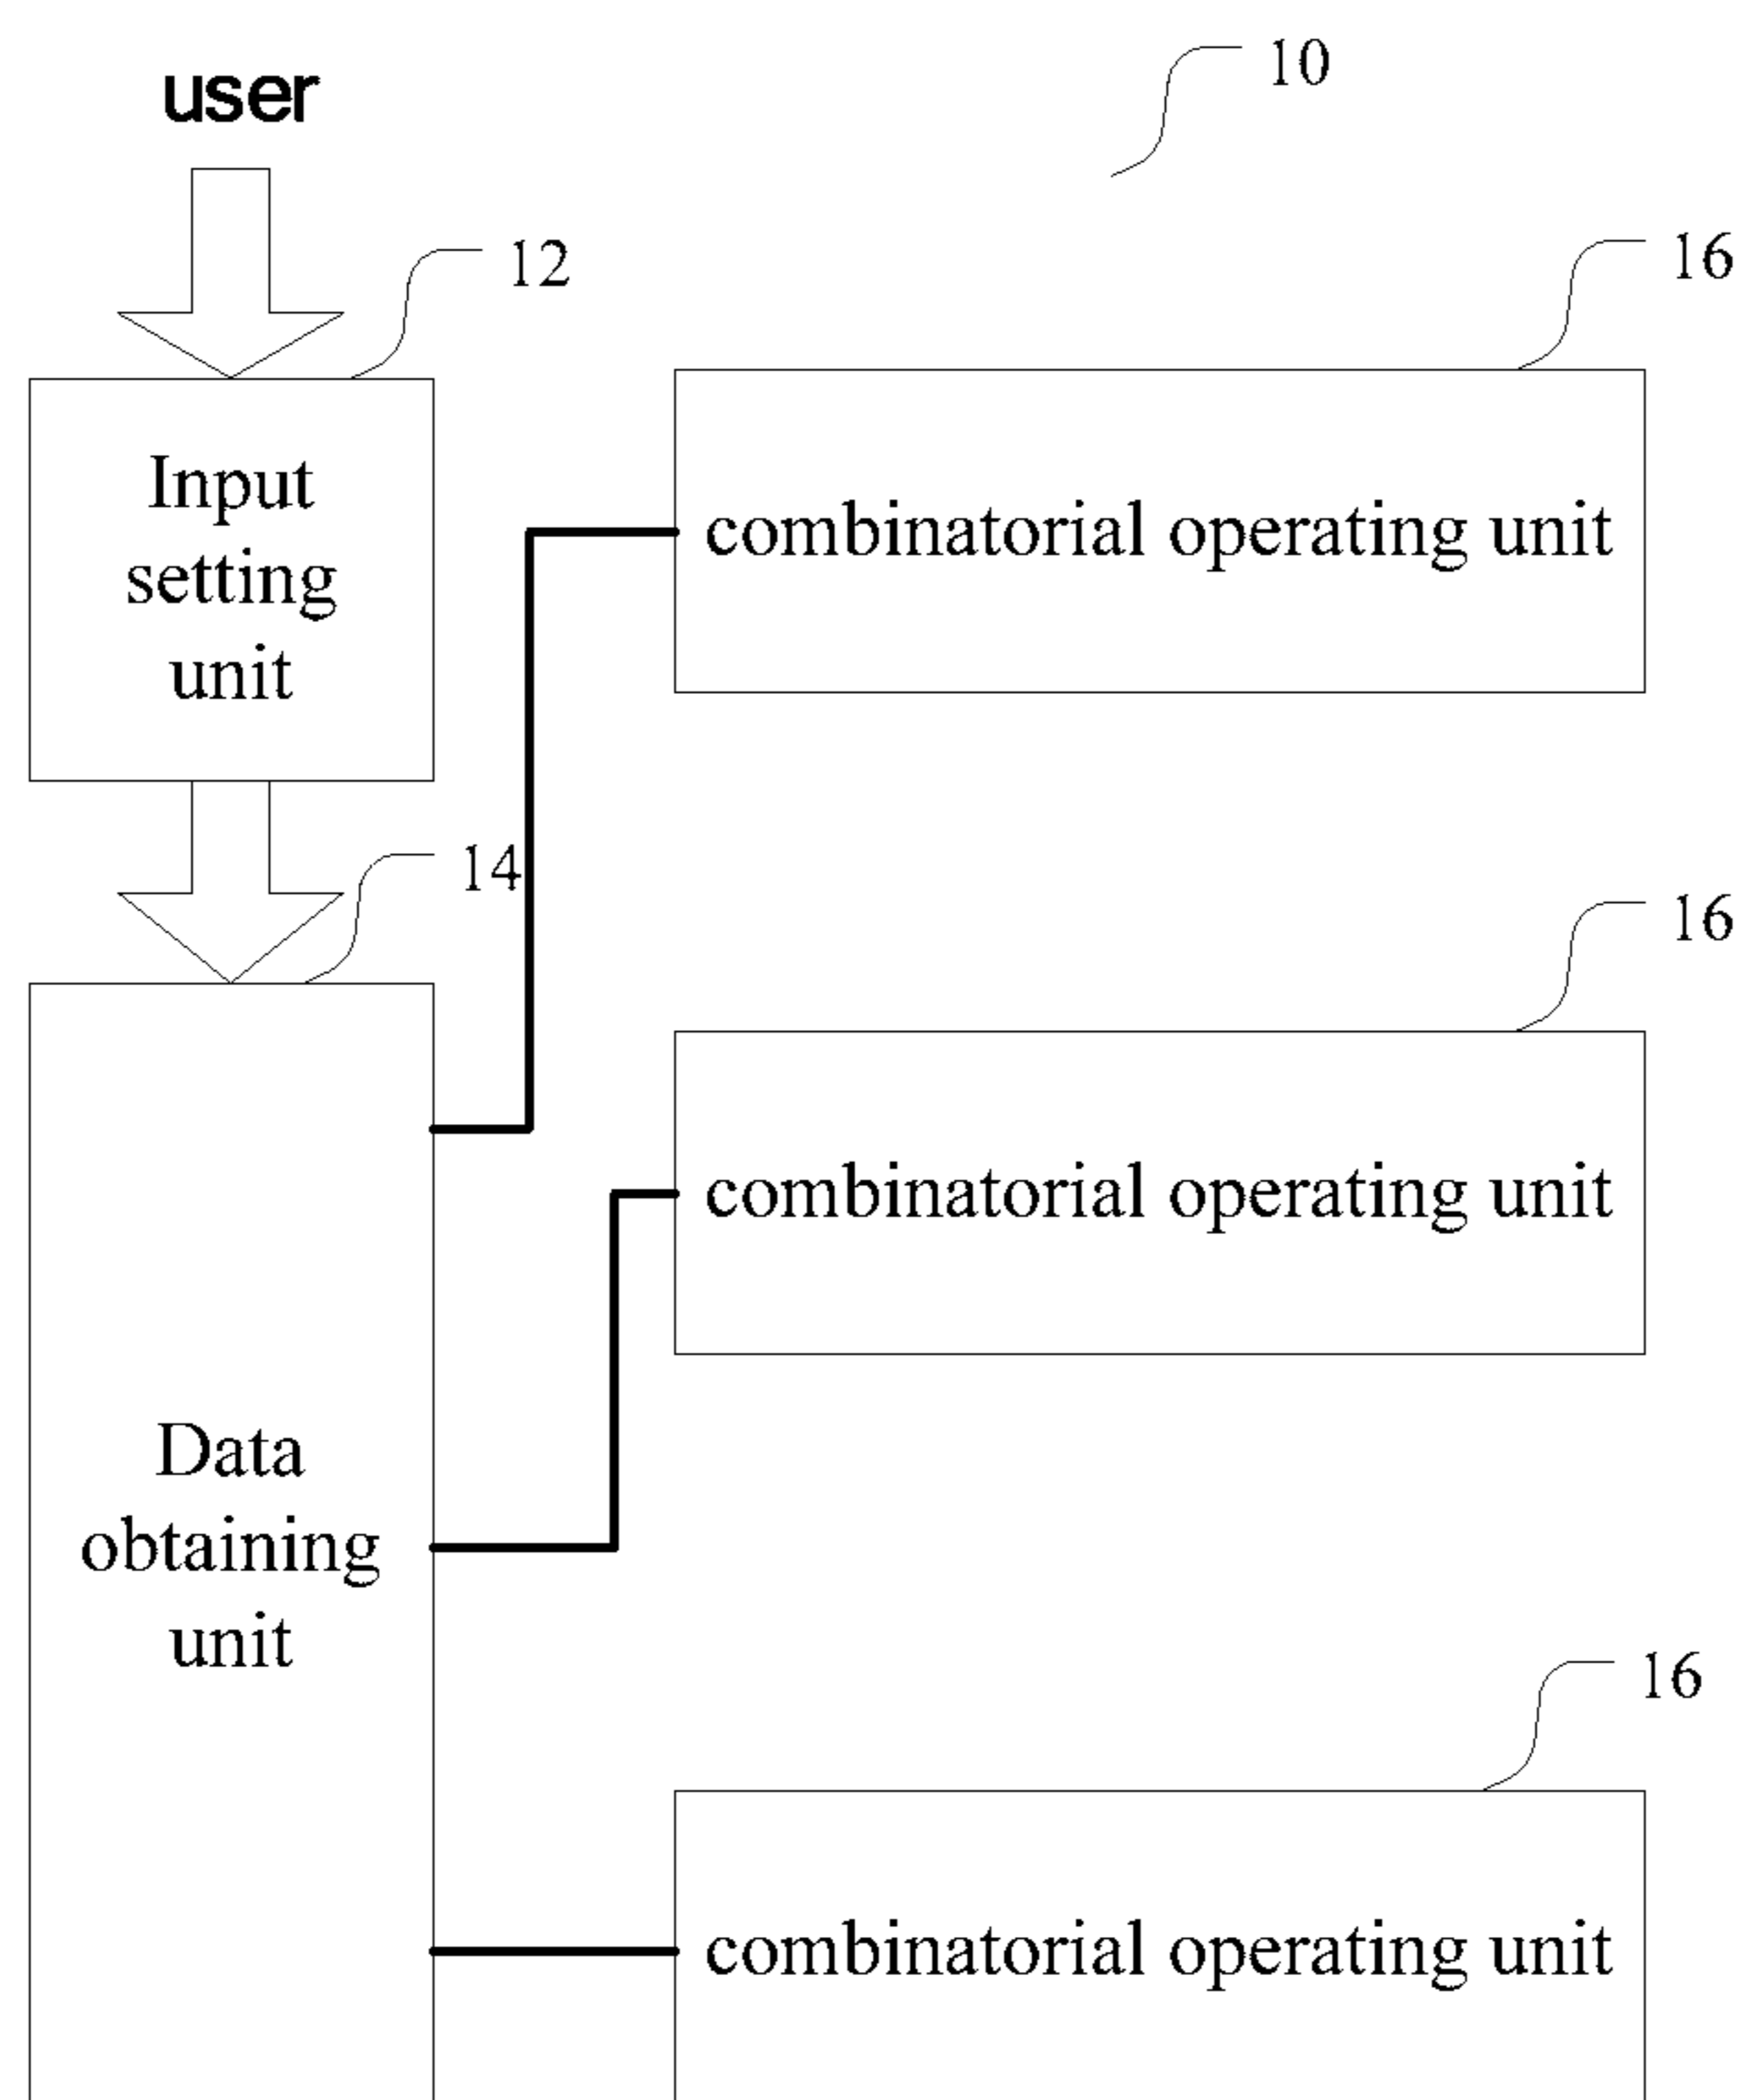 user
10
12
16
Input
setting
unit
combinatorial operating unit
14
16
combinatorial operating unit
Data
obtaining
unit
16
combinatorial operating unit